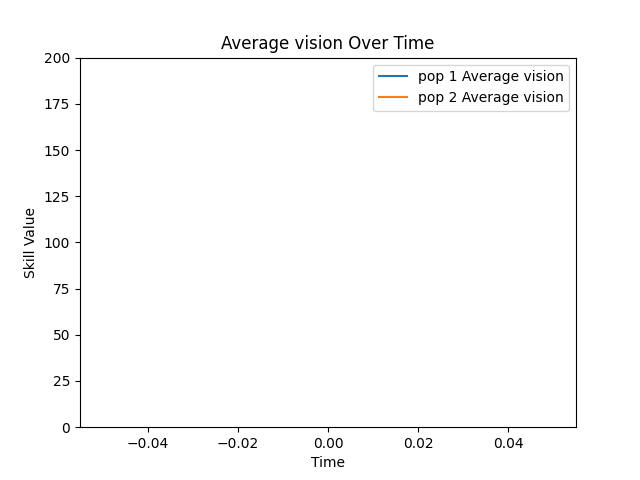 Average vision Over Time
pop 1 Average vision
pop 2 Average vision
200
175
150
125
100
75
50
25
0
Skill Value
−0.04 −0.02 0.00 0.02 0.04
Time